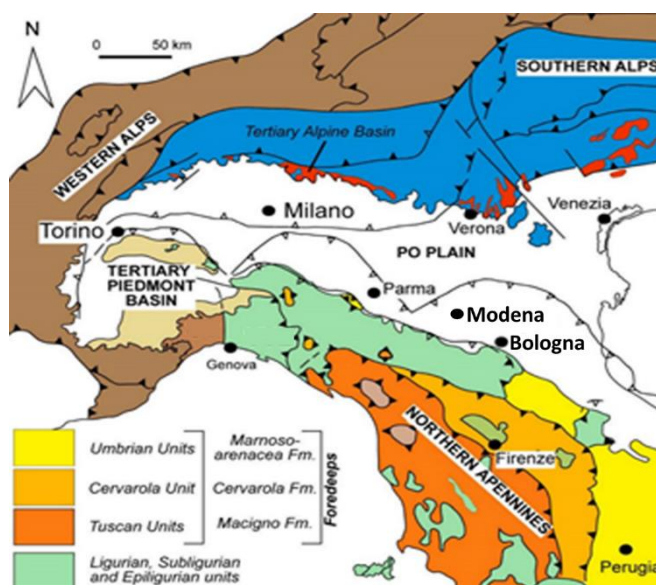 N
0 50 km
SOUTHERN ALPS
WESTERN ALPS
Tertiary Alpine Basin
Milano
Verona
Venezia
Torino
PO PLAIN
TERTIARY
PIEDMONT
BASIN
Parma
Modena
Bologna
Genova
NORTHERN APENNINES
Firenze
Perugia
Umbrian Units
Marnoso-
arenacea Fm.
Cervarola Unit
Cervarola Fm.
Tuscan Units
Macigno Fm.
Foredeeps
Ligurian, Subligurian
and Epiligurian units